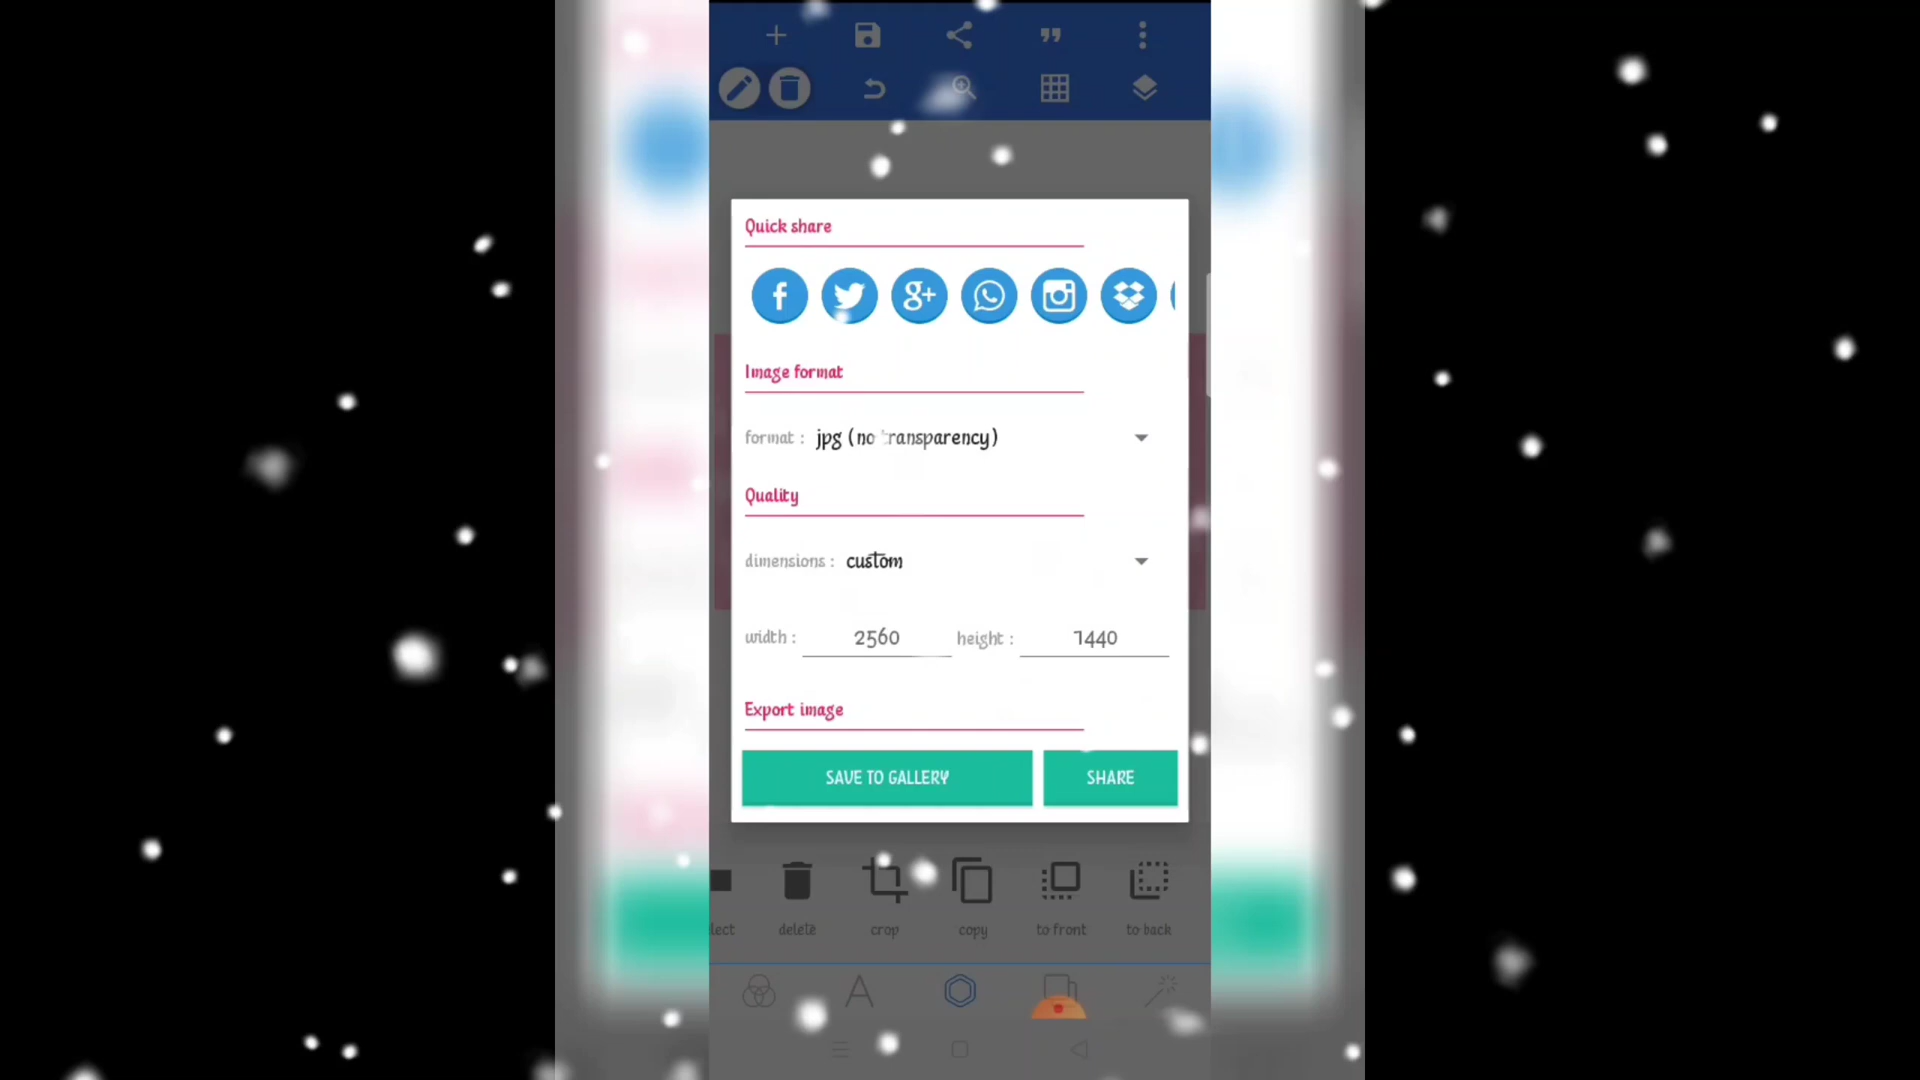 Quick share
Image format
format : jpg (no transparency)
Quality
dimensions : custom
width : 2560 height : 1440
Export image
SAVE TO GALLERY SHARE
lect delete crop copy to front to back